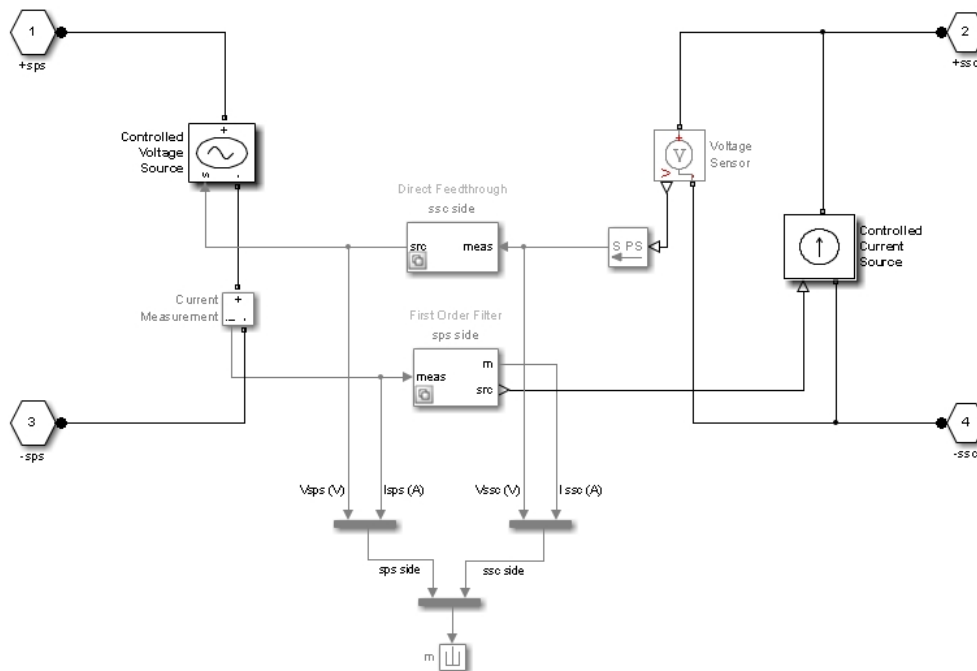 1
+sps
2
+ssc
Controlled
Voltage
Source
+
s
-
Voltage
Sensor
+
V
V
-
Direct Feedthrough
ssc side
src
meas
S PS
Controlled
Current
Source
Current
Measurement
+
i
-
First Order Filter
sps side
meas
m
src
3
-sps
4
-ssc
Vsps (V)
Isps (A)
Vssc (V)
I ssc (A)
sps side
ssc side
m